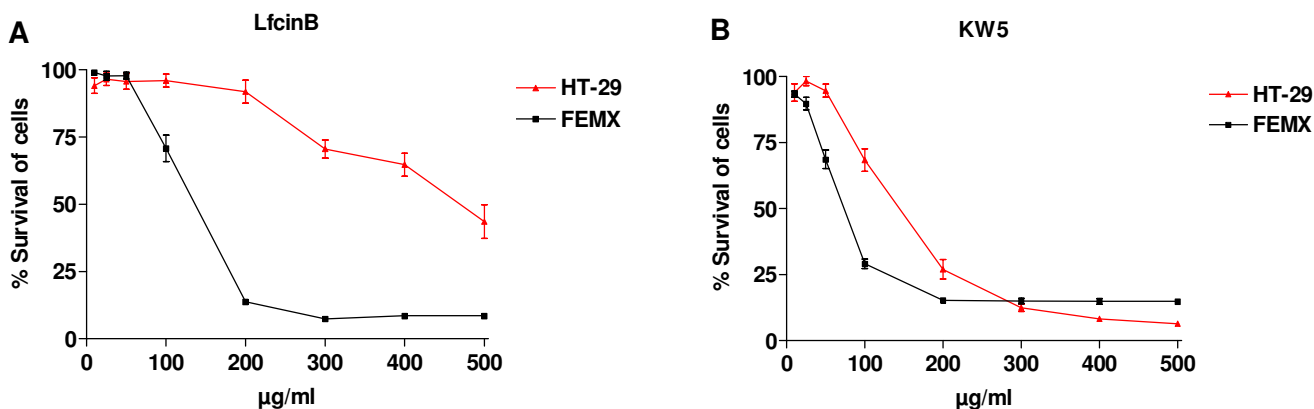 A
LfcinB
% Survival of cells
100
75
50
25
0
0 100 200 300 400 500
µg/ml
HT-29
FEMX
B
KW5
% Survival of cells
100
75
50
25
0
0 100 200 300 400 500
µg/ml
HT-29
FEMX